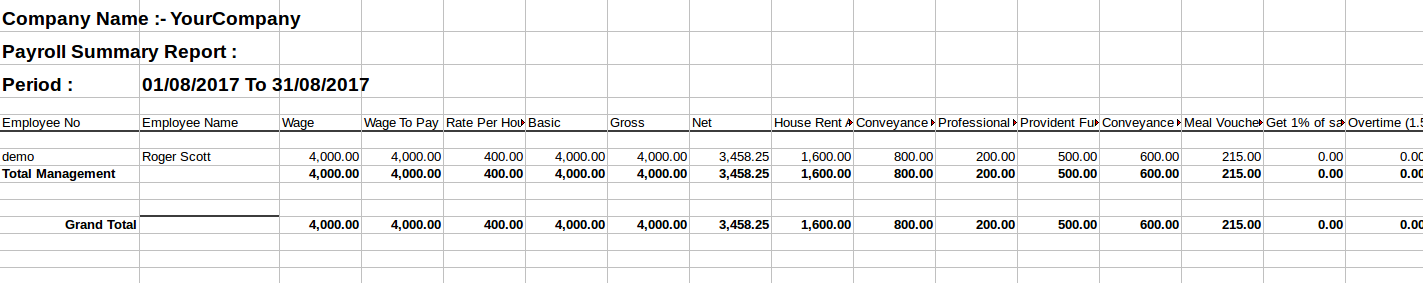 Company Name :- YourCompany
Payroll Summary Report :
Period : 01/08/2017 To 31/08/2017
Employee No Employee Name Wage Wage To Pay Rate Per Hou Basic Gross Net House Rent Conveyance Professional Provident Fu Conveyance Meal Vouche Get 1% of sa Overtime (1.5
demo Roger Scott 4,000.00 4,000.00 400.00 4,000.00 4,000.00 3,458.25 1,600.00 800.00 200.00 500.00 600.00 215.00 0.00 0.00
Total Management 4,000.00 4,000.00 400.00 4,000.00 4,000.00 3,458.25 1,600.00 800.00 200.00 500.00 600.00 215.00 0.00 0.00
Grand Total 4,000.00 4,000.00 400.00 4,000.00 4,000.00 3,458.25 1,600.00 800.00 200.00 500.00 600.00 215.00 0.00 0.00